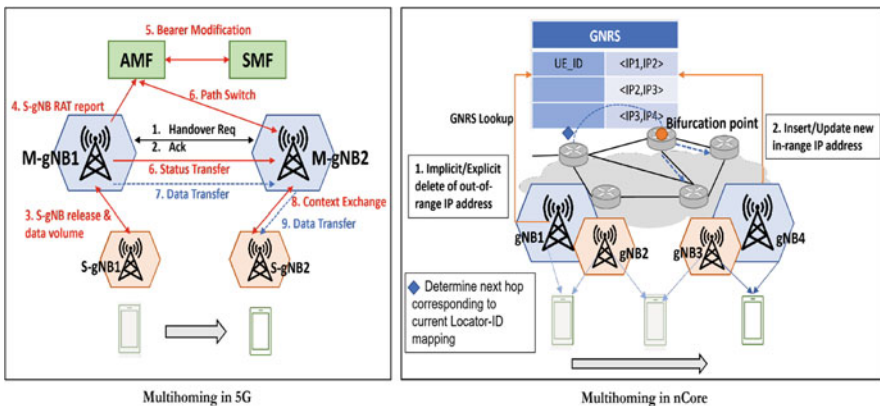 5. Bearer Modification
AMF
SMF
6. Path Switch
4. S-gNB RAT report
1. Handover Req
2. Ack
M-gNB1
M-gNB2
6. Status Transfer
7. Data Transfer
8. Context Exchange
3. S-gNB release &
data volume
9. Data Transfer
S-gNB1
S-gNB2
Multihoming in 5G
GNRS
UE_ID
<IP1,IP2>
<IP2,IP3>
<IP3,IP4>
GNRS Lookup
Bifurcation point
1. Implicit/Explicit
delete of out-of-
range IP address
2. Insert/Update new
in-range IP address
gNB1
gNB2
gNB3
gNB4
Determine next hop
corresponding to
current Locator-ID
mapping
Multihoming in nCore